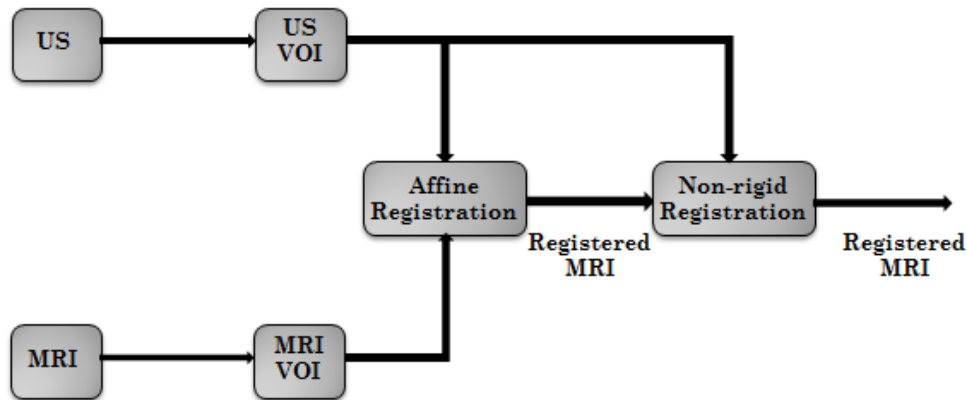 US
US
VOI
Affine
Registration
Non-rigid
Registration
Registered
MRI
Registered
MRI
MRI
MRI
VOI